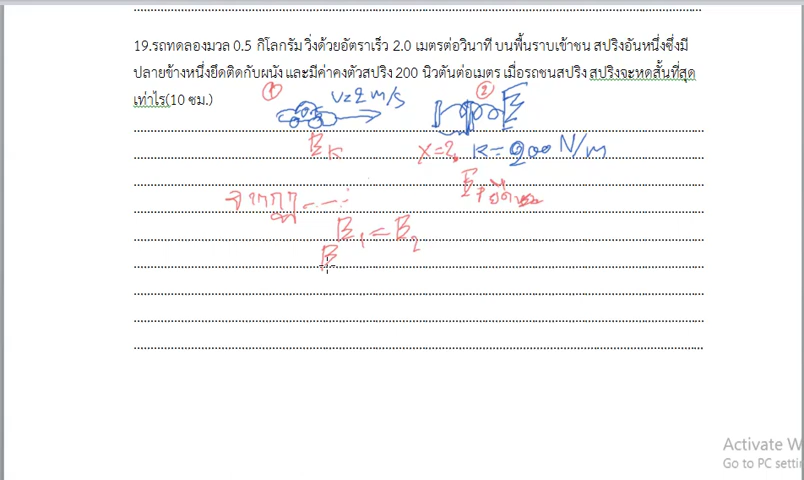 19.รถทดลองมวล 0.5 กิโลกรัม วิ่งด้วยอัตราเร็ว 2.0 เมตรต่อวินาที บนพื้นราบเข้าชน สปริงอันหนึ่งซึ่งมี
ปลายข้างหนึ่งยึดติดกับผนัง และมีค่าคงตัวสปริง 200 นิวตันต่อเมตร เมื่อรถชนสปริง สปริงจะหดสั้นที่สุด
เท่าไร(10 ซม.)
① V=2 m/s ②
Ek X=? K=200 N/m
จากกฎ
E1 = E2
E
Activate W
Go to PC settin